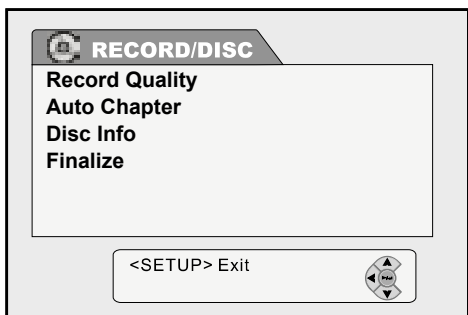 RECORD/DISC
Record Quality
Auto Chapter
Disc Info
Finalize
<SETUP> Exit